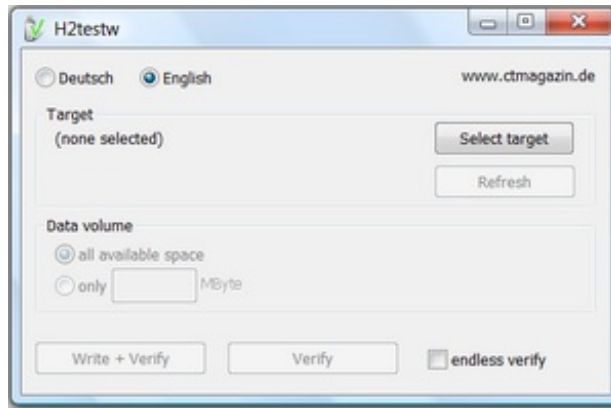 H2testw
Deutsch English www.ctmagazin.de
Target
(none selected) Select target
Refresh
Data volume
all available space
only MByte
Write + Verify Verify endless verify